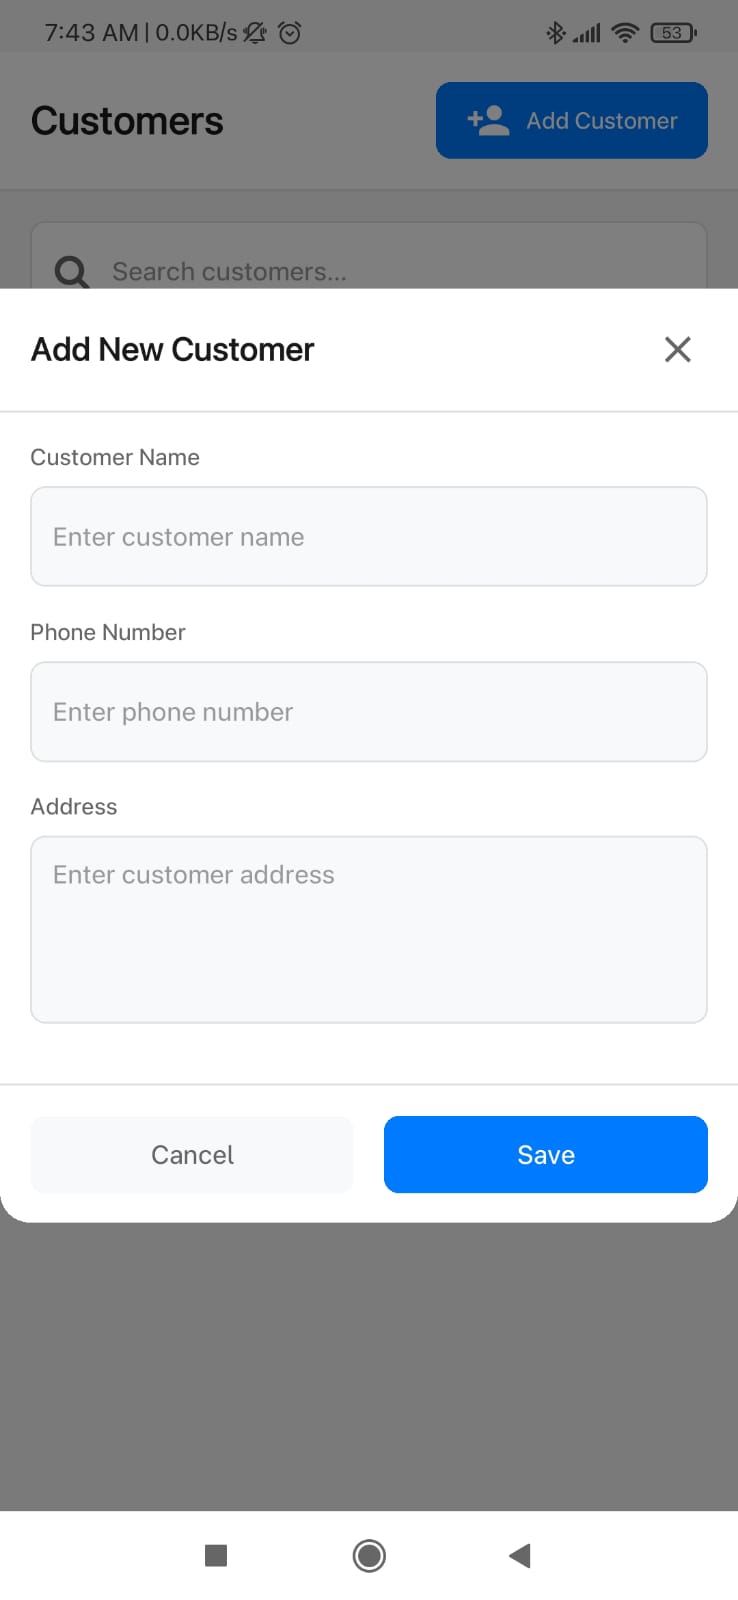 7:43 AM | 0.0KB/s
53
Customers
Add Customer
Search customers...
Add New Customer
Customer Name
Enter customer name
Phone Number
Enter phone number
Address
Enter customer address
Cancel
Save